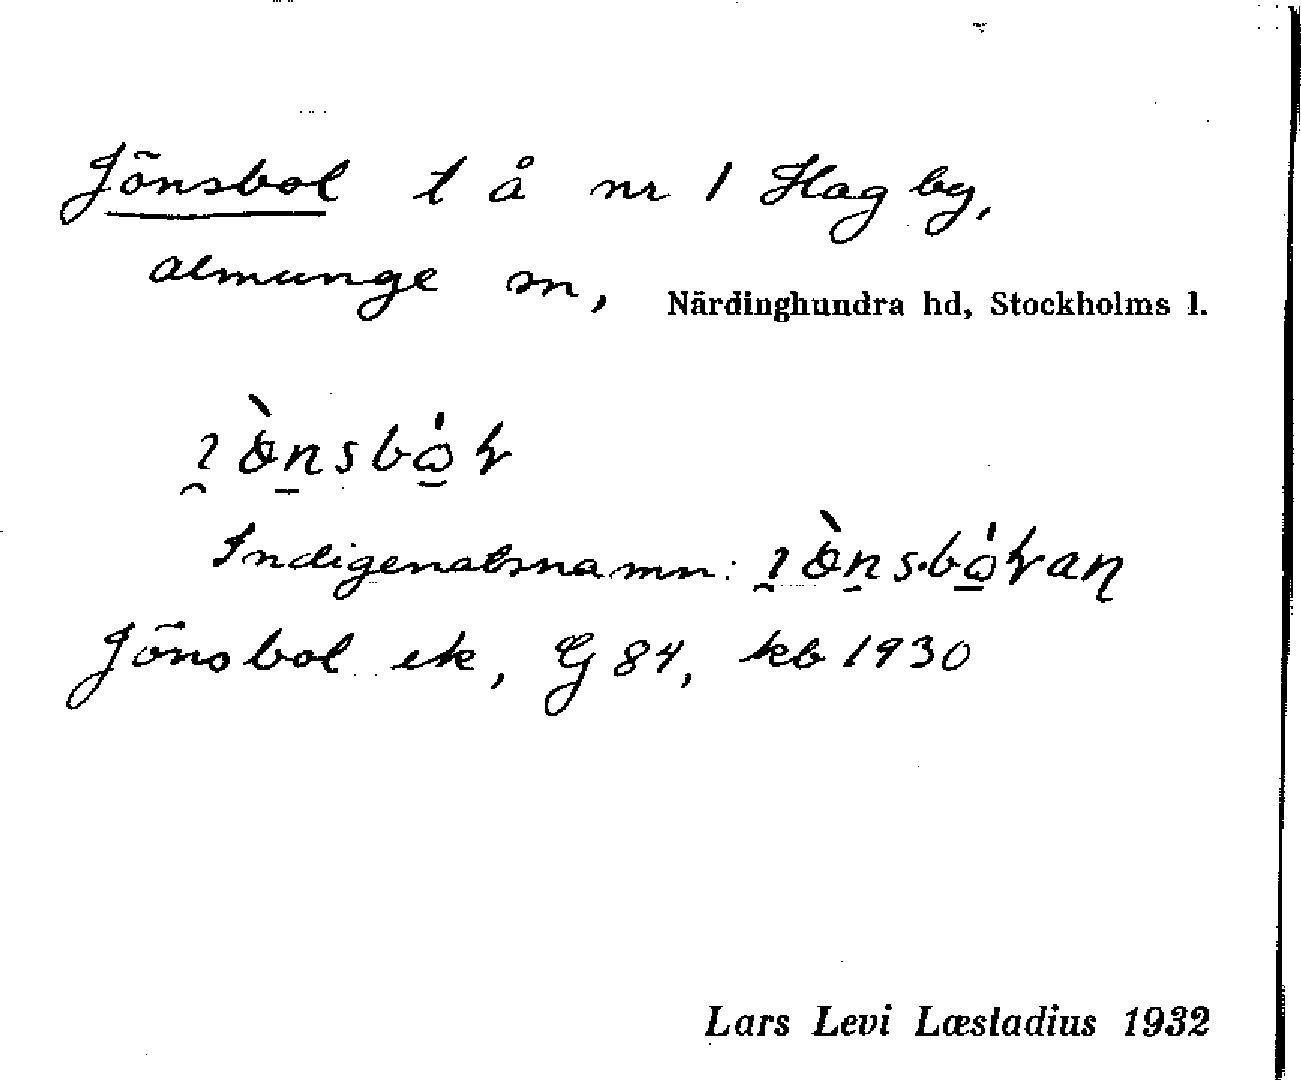 Jönsbol t å nr 1 Hagby,
Almunge sn, Närdinghundra hd, Stockholms l.
Indigenatsnamn:
Jönsbol ek, G 84, kb 1930
Lars Levi Læstadius 1932